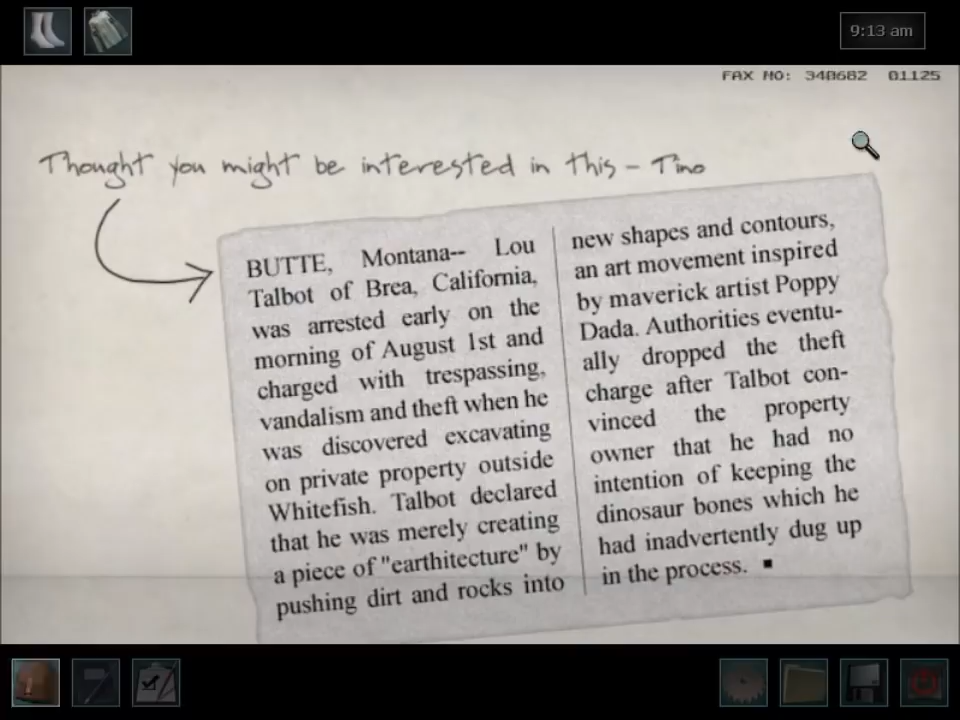 9:13 am
FAX NO: 340682 01125
Thought you might be interested in this – Tino
BUTTE, Montana-- Lou
Talbot of Brea, California,
was arrested early on the
morning of August 1st and
charged with trespassing,
vandalism and theft when he
was discovered excavating
on private property outside
Whitefish. Talbot declared
that he was merely creating
a piece of "earthitecture" by
pushing dirt and rocks into
new shapes and contours,
an art movement inspired
by maverick artist Poppy
Dada. Authorities eventu-
ally dropped the theft
charge after Talbot con-
vinced the property
owner that he had no
intention of keeping the
dinosaur bones which he
had inadvertently dug up
in the process. ■